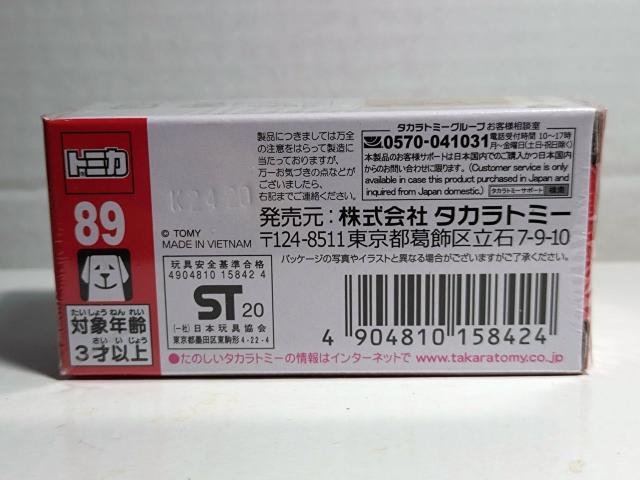 トミカ
89
たいしょうねんれい
対象年齢
さい いじょう
3才以上
© TOMY
MADE IN VIETNAM
製品につきましては万全
の注意をはらって製造に
当たっておりますが、
万一お気づきの点などが
ございましたら、
右記までご連絡ください。
タカラトミーグループ お客様相談室
0570-041031
電話受付時間 10〜17時
月〜金曜日(土・日・祝日除く)
本製品のお客様サポートは日本国内でのご購入かつ日本国内
からのお問い合わせに限ります。(Customer service is only
available in case this product purchased in Japan and
inquired from Japan domestic.)
タカラトミーサポート 検索
発売元：株式会社 タカラトミー
〒124-8511 東京都葛飾区立石7-9-10
パッケージの写真やイラストと異なる場合がございますがご了承ください。
玩具安全基準合格
4904810 15842 4
ST 20
(一社)日本玩具協会
東京都墨田区東駒形4-22-4
4 904810 158424
●たのしいタカラトミーの情報はインターネットで www.takaratomy.co.jp